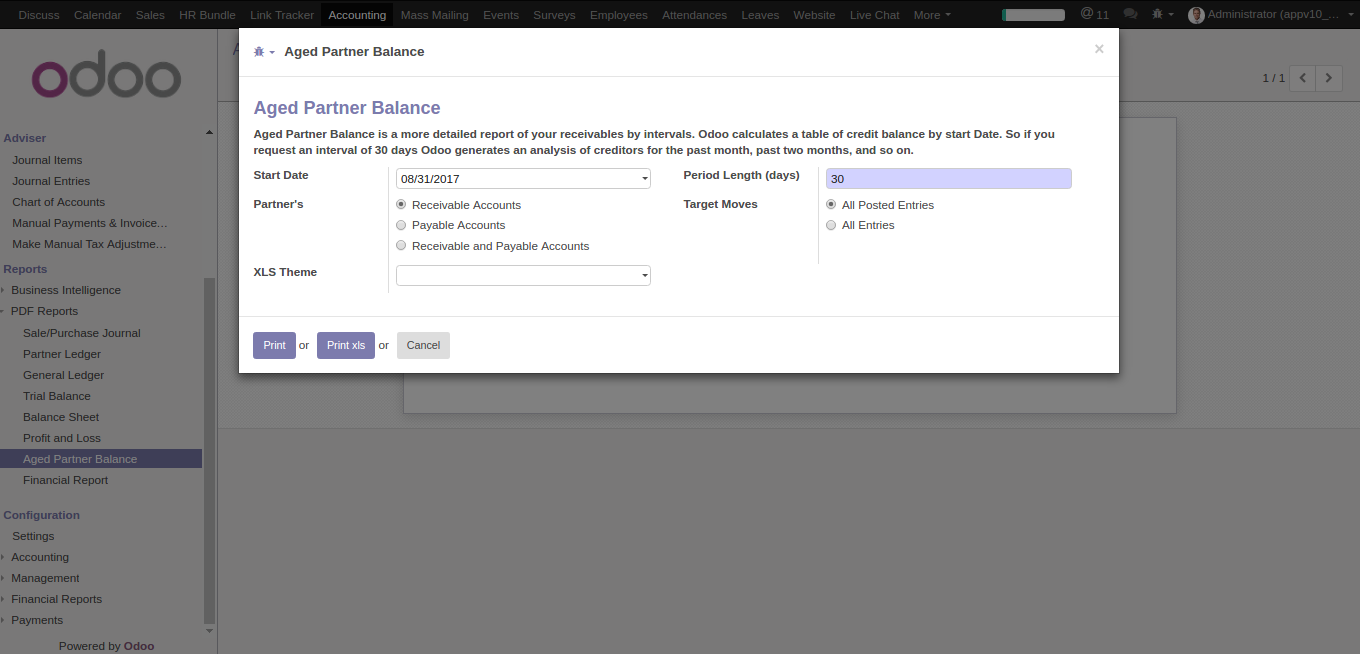 Discuss Calendar Sales HR Bundle Link Tracker Accounting Mass Mailing Events Surveys Employees Attendances Leaves Website Live Chat More @ 11 Administrator (appv10_...
odoo
Adviser
Journal Items
Journal Entries
Chart of Accounts
Manual Payments & Invoice...
Make Manual Tax Adjustme...
Reports
Business Intelligence
PDF Reports
Sale/Purchase Journal
Partner Ledger
General Ledger
Trial Balance
Balance Sheet
Profit and Loss
Aged Partner Balance
Financial Report
Configuration
Settings
Accounting
Management
Financial Reports
Payments
Powered by Odoo
1 / 1
Aged Partner Balance ×
Aged Partner Balance
Aged Partner Balance is a more detailed report of your receivables by intervals. Odoo calculates a table of credit balance by start Date. So if you
request an interval of 30 days Odoo generates an analysis of creditors for the past month, past two months, and so on.
Start Date 08/31/2017 Period Length (days) 30
Partner's Receivable Accounts Target Moves All Posted Entries
Payable Accounts All Entries
Receivable and Payable Accounts
XLS Theme
Print or Print xls or Cancel